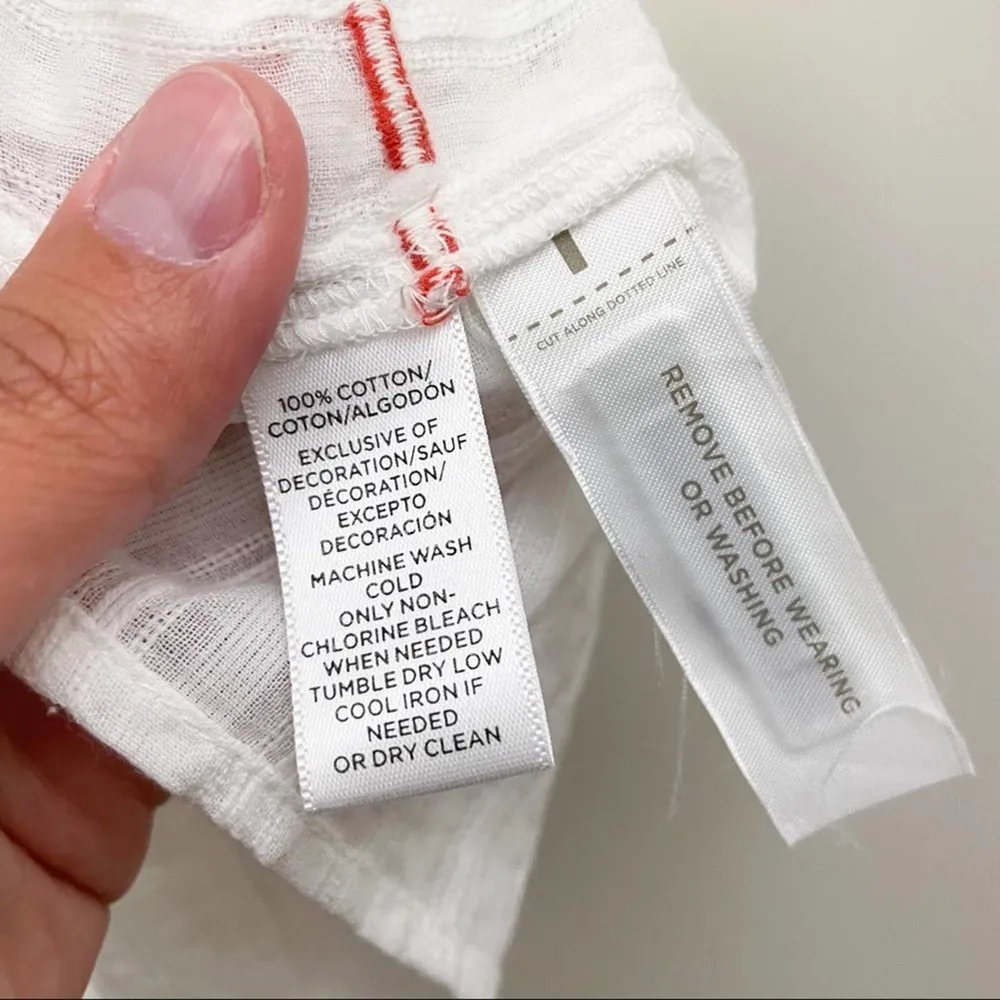 100% COTTON/
COTON/ALGODÓN
EXCLUSIVE OF
DECORATION/SAUF
DÉCORATION/
EXCEPTO
DECORACIÓN
MACHINE WASH
COLD
ONLY NON-
CHLORINE BLEACH
WHEN NEEDED
TUMBLE DRY LOW
COOL IRON IF
NEEDED
OR DRY CLEAN
CUT ALONG DOTTED LINE
REMOVE BEFORE WEARING
OR WASHING